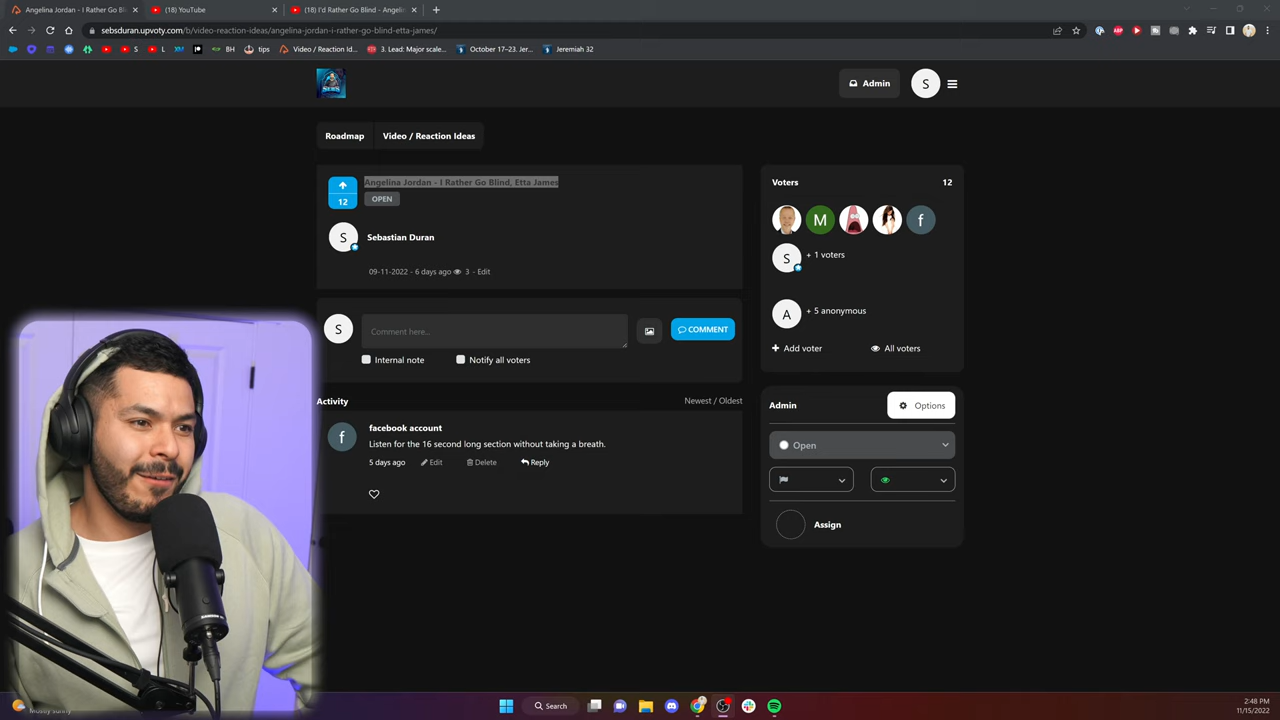 Angelina Jordan - I Rather Go Bli
(18) YouTube
(18) I'd Rather Go Blind - Angelin
sebsduran.upvoty.com/b/video-reaction-ideas/angelina-jordan-i-rather-go-blind-etta-james/
S
L
BH
tips
Video / Reaction Id...
3. Lead: Major scale...
October 17–23. Jer...
Jeremiah 32
SEBS
Admin
S
Roadmap
Video / Reaction Ideas
12
Angelina Jordan - I Rather Go Blind, Etta James
OPEN
S
Sebastian Duran
09-11-2022 - 6 days ago
3 - Edit
S
Comment here...
COMMENT
Internal note
Notify all voters
Activity
Newest / Oldest
f
facebook account
Listen for the 16 second long section without taking a breath.
5 days ago
Edit
Delete
Reply
Voters
12
M
f
S
+ 1 voters
A
+ 5 anonymous
Add voter
All voters
Admin
Options
Open
Assign
Mostly sunny
Search
2:48 PM
11/15/2022